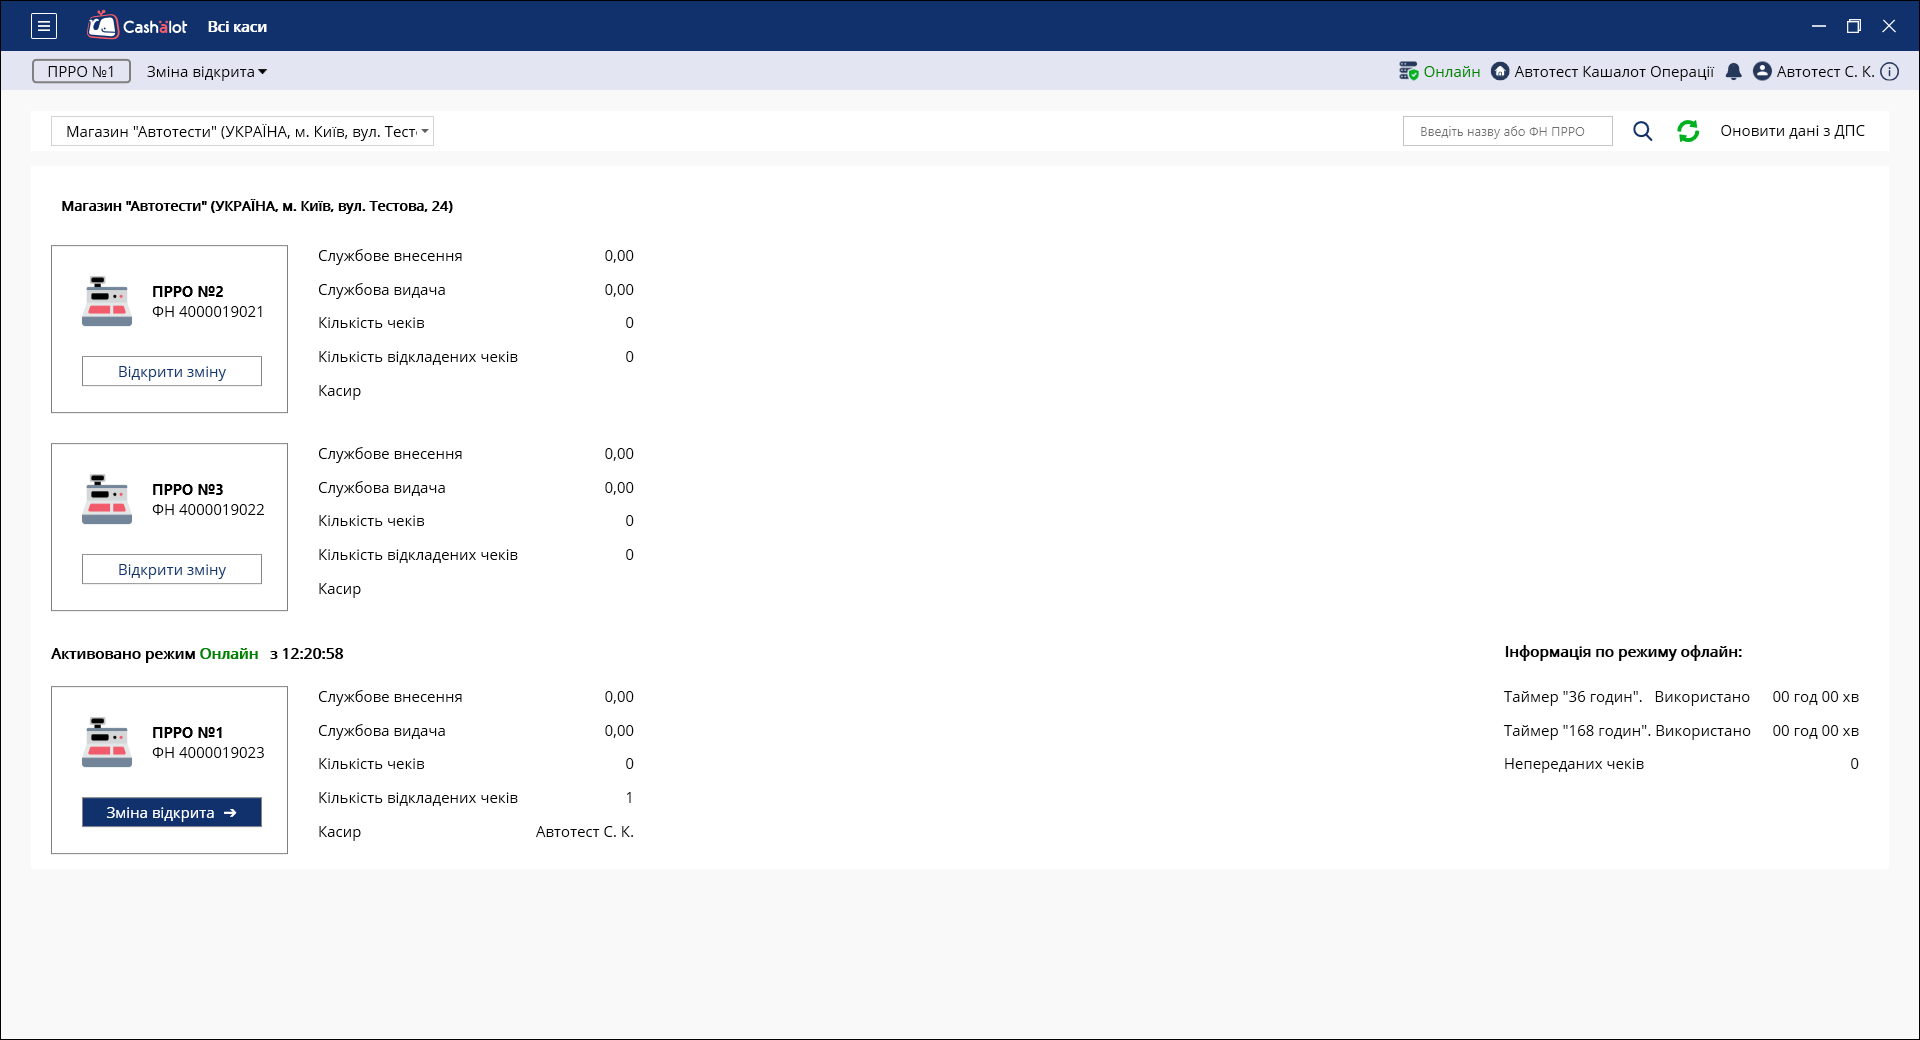 Cashalot Всі каси
ПРРО №1 Зміна відкрита Онлайн Автотест Кашалот Операції Автотест С. К.
Магазин "Автотести" (УКРАЇНА, м. Київ, вул. Тест Введіть назву або ФН ПРРО Оновити дані з ДПС
Магазин "Автотести" (УКРАЇНА, м. Київ, вул. Тестова, 24)
ПРРО №2
ФН 4000019021
Відкрити зміну
Службове внесення 0,00
Службова видача 0,00
Кількість чеків 0
Кількість відкладених чеків 0
Касир
ПРРО №3
ФН 4000019022
Відкрити зміну
Службове внесення 0,00
Службова видача 0,00
Кількість чеків 0
Кількість відкладених чеків 0
Касир
Активовано режим Онлайн з 12:20:58
ПРРО №1
ФН 4000019023
Зміна відкрита ➔
Службове внесення 0,00
Службова видача 0,00
Кількість чеків 0
Кількість відкладених чеків 1
Касир Автотест С. К.
Інформація по режиму офлайн:
Таймер "36 годин". Використано 00 год 00 хв
Таймер "168 годин". Використано 00 год 00 хв
Непереданих чеків 0